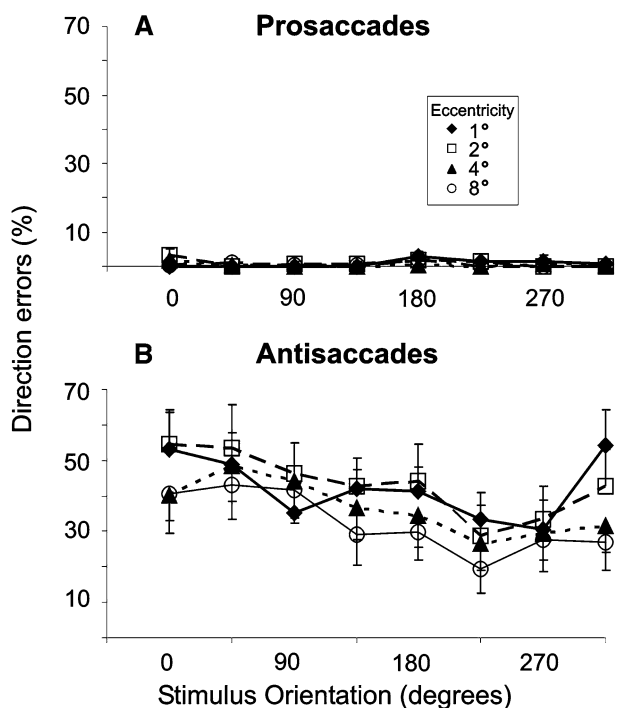 A Prosaccades
70
50
30
10
Eccentricity
1°
2°
4°
8°
0 90 180 270
Direction errors (%)
B Antisaccades
70
50
30
10
0 90 180 270
Stimulus Orientation (degrees)